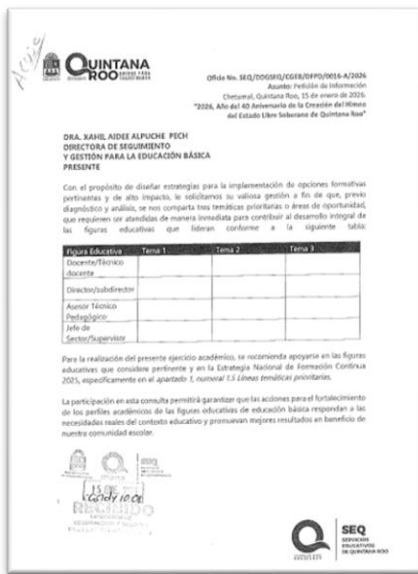 Acuse
QUINTANA
ROO
Oficio No. SEQ/DDGSEQ/CGEB/DFPD/0016-A/2026
Asunto: Petición de Información
Chetumal, Quintana Roo, 15 de enero de 2026.
"2026, Año del 40 Aniversario de la Creación del Himno
del Estado Libre Soberano de Quintana Roo"
DRA. XAHIL AIDEE ALPUCHE PECH
DIRECTORA DE SEGUIMIENTO
Y GESTIÓN PARA LA EDUCACIÓN BÁSICA
PRESENTE
Con el propósito de diseñar estrategias para la implementación de opciones formativas
pertinentes y de alto impacto, le solicitamos su valiosa gestión a fin de que, previo
diagnóstico y análisis, se nos comparta tres temáticas prioritarias o áreas de oportunidad,
que requieren ser atendidas de manera inmediata para contribuir al desarrollo integral de
las figuras educativas que lideran conforme a la siguiente tabla:
Figura Educativa Tema 1 Tema 2 Tema 3
Docente/Técnico
docente
Director/subdirector
Asesor Técnico
Pedagógico
Jefe de
Sector/Supervisor
Para la realización del presente ejercicio académico, se recomienda apoyarse en las figuras
educativas que considere pertinente y en la Estrategia Nacional de Formación Continua
2025, específicamente en el apartado 1, numeral 1.5 Líneas temáticas prioritarias.
La participación en esta consulta permitirá garantizar que las acciones para el fortalecimiento
de los perfiles académicos de las figuras educativas de educación básica respondan a las
necesidades reales del contexto educativo y promuevan mejores resultados en beneficio de
nuestra comunidad escolar.
15 ENE
RECIBIDO
SEQ
SERVICIOS
EDUCATIVOS
DE QUINTANA ROO